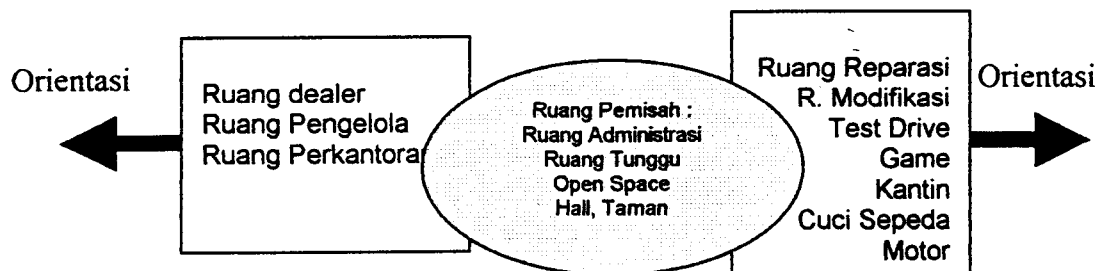 Orientasi
Ruang dealer
Ruang Pengelola
Ruang Perkantoran
Ruang Pemisah :
Ruang Administrasi
Ruang Tunggu
Open Space
Hall, Taman
Ruang Reparasi
R. Modifikasi
Test Drive
Game
Kantin
Cuci Sepeda
Motor
Orientasi